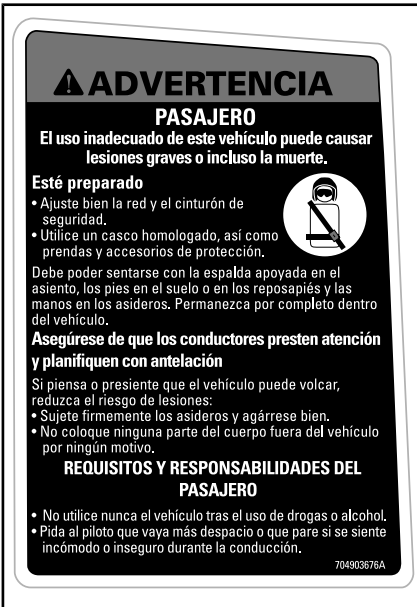 ADVERTENCIA
PASAJERO
El uso inadecuado de este vehículo puede causar
lesiones graves o incluso la muerte.
Esté preparado
• Ajuste bien la red y el cinturón de
seguridad.
• Utilice un casco homologado, así como
prendas y accesorios de protección.
Debe poder sentarse con la espalda apoyada en el
asiento, los pies en el suelo o en los reposapiés y las
manos en los asideros. Permanezca por completo dentro
del vehículo.
Asegúrese de que los conductores presten atención
y planifiquen con antelación
Si piensa o presiente que el vehículo puede volcar,
reduzca el riesgo de lesiones:
• Sujete firmemente los asideros y agárrese bien.
• No coloque ninguna parte del cuerpo fuera del vehículo
por ningún motivo.
REQUISITOS Y RESPONSABILIDADES DEL
PASAJERO
• No utilice nunca el vehículo tras el uso de drogas o alcohol.
• Pida al piloto que vaya más despacio o que pare si se siente
incómodo o inseguro durante la conducción.
704903676A